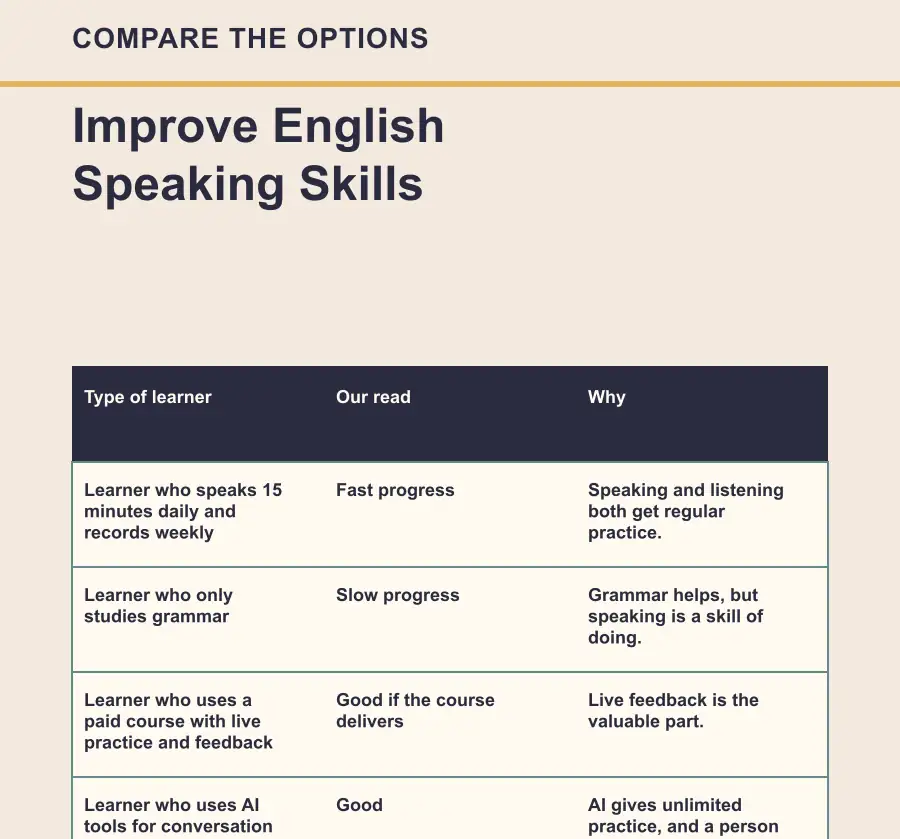 COMPARE THE OPTIONS
Improve English
Speaking Skills
Type of learner
Our read
Why
Learner who speaks 15
minutes daily and
records weekly
Fast progress
Speaking and listening
both get regular
practice.
Learner who only
studies grammar
Slow progress
Grammar helps, but
speaking is a skill of
doing.
Learner who uses a
paid course with live
practice and feedback
Good if the course
delivers
Live feedback is the
valuable part.
Learner who uses AI
tools for conversation
Good
AI gives unlimited
practice, and a person